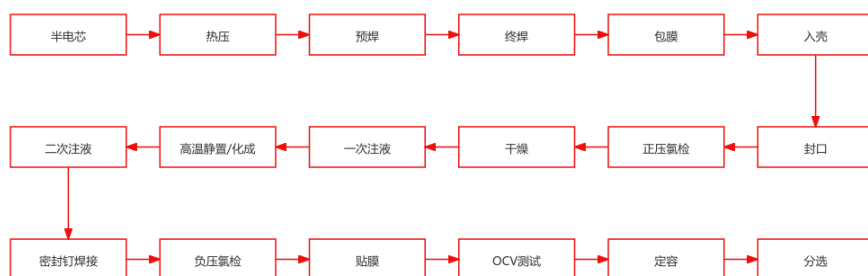 半电芯
热压
预焊
终焊
包膜
入壳
二次注液
高温静置/化成
一次注液
干燥
正压氯检
封口
密封钉焊接
负压氯检
贴膜
OCV测试
定容
分选